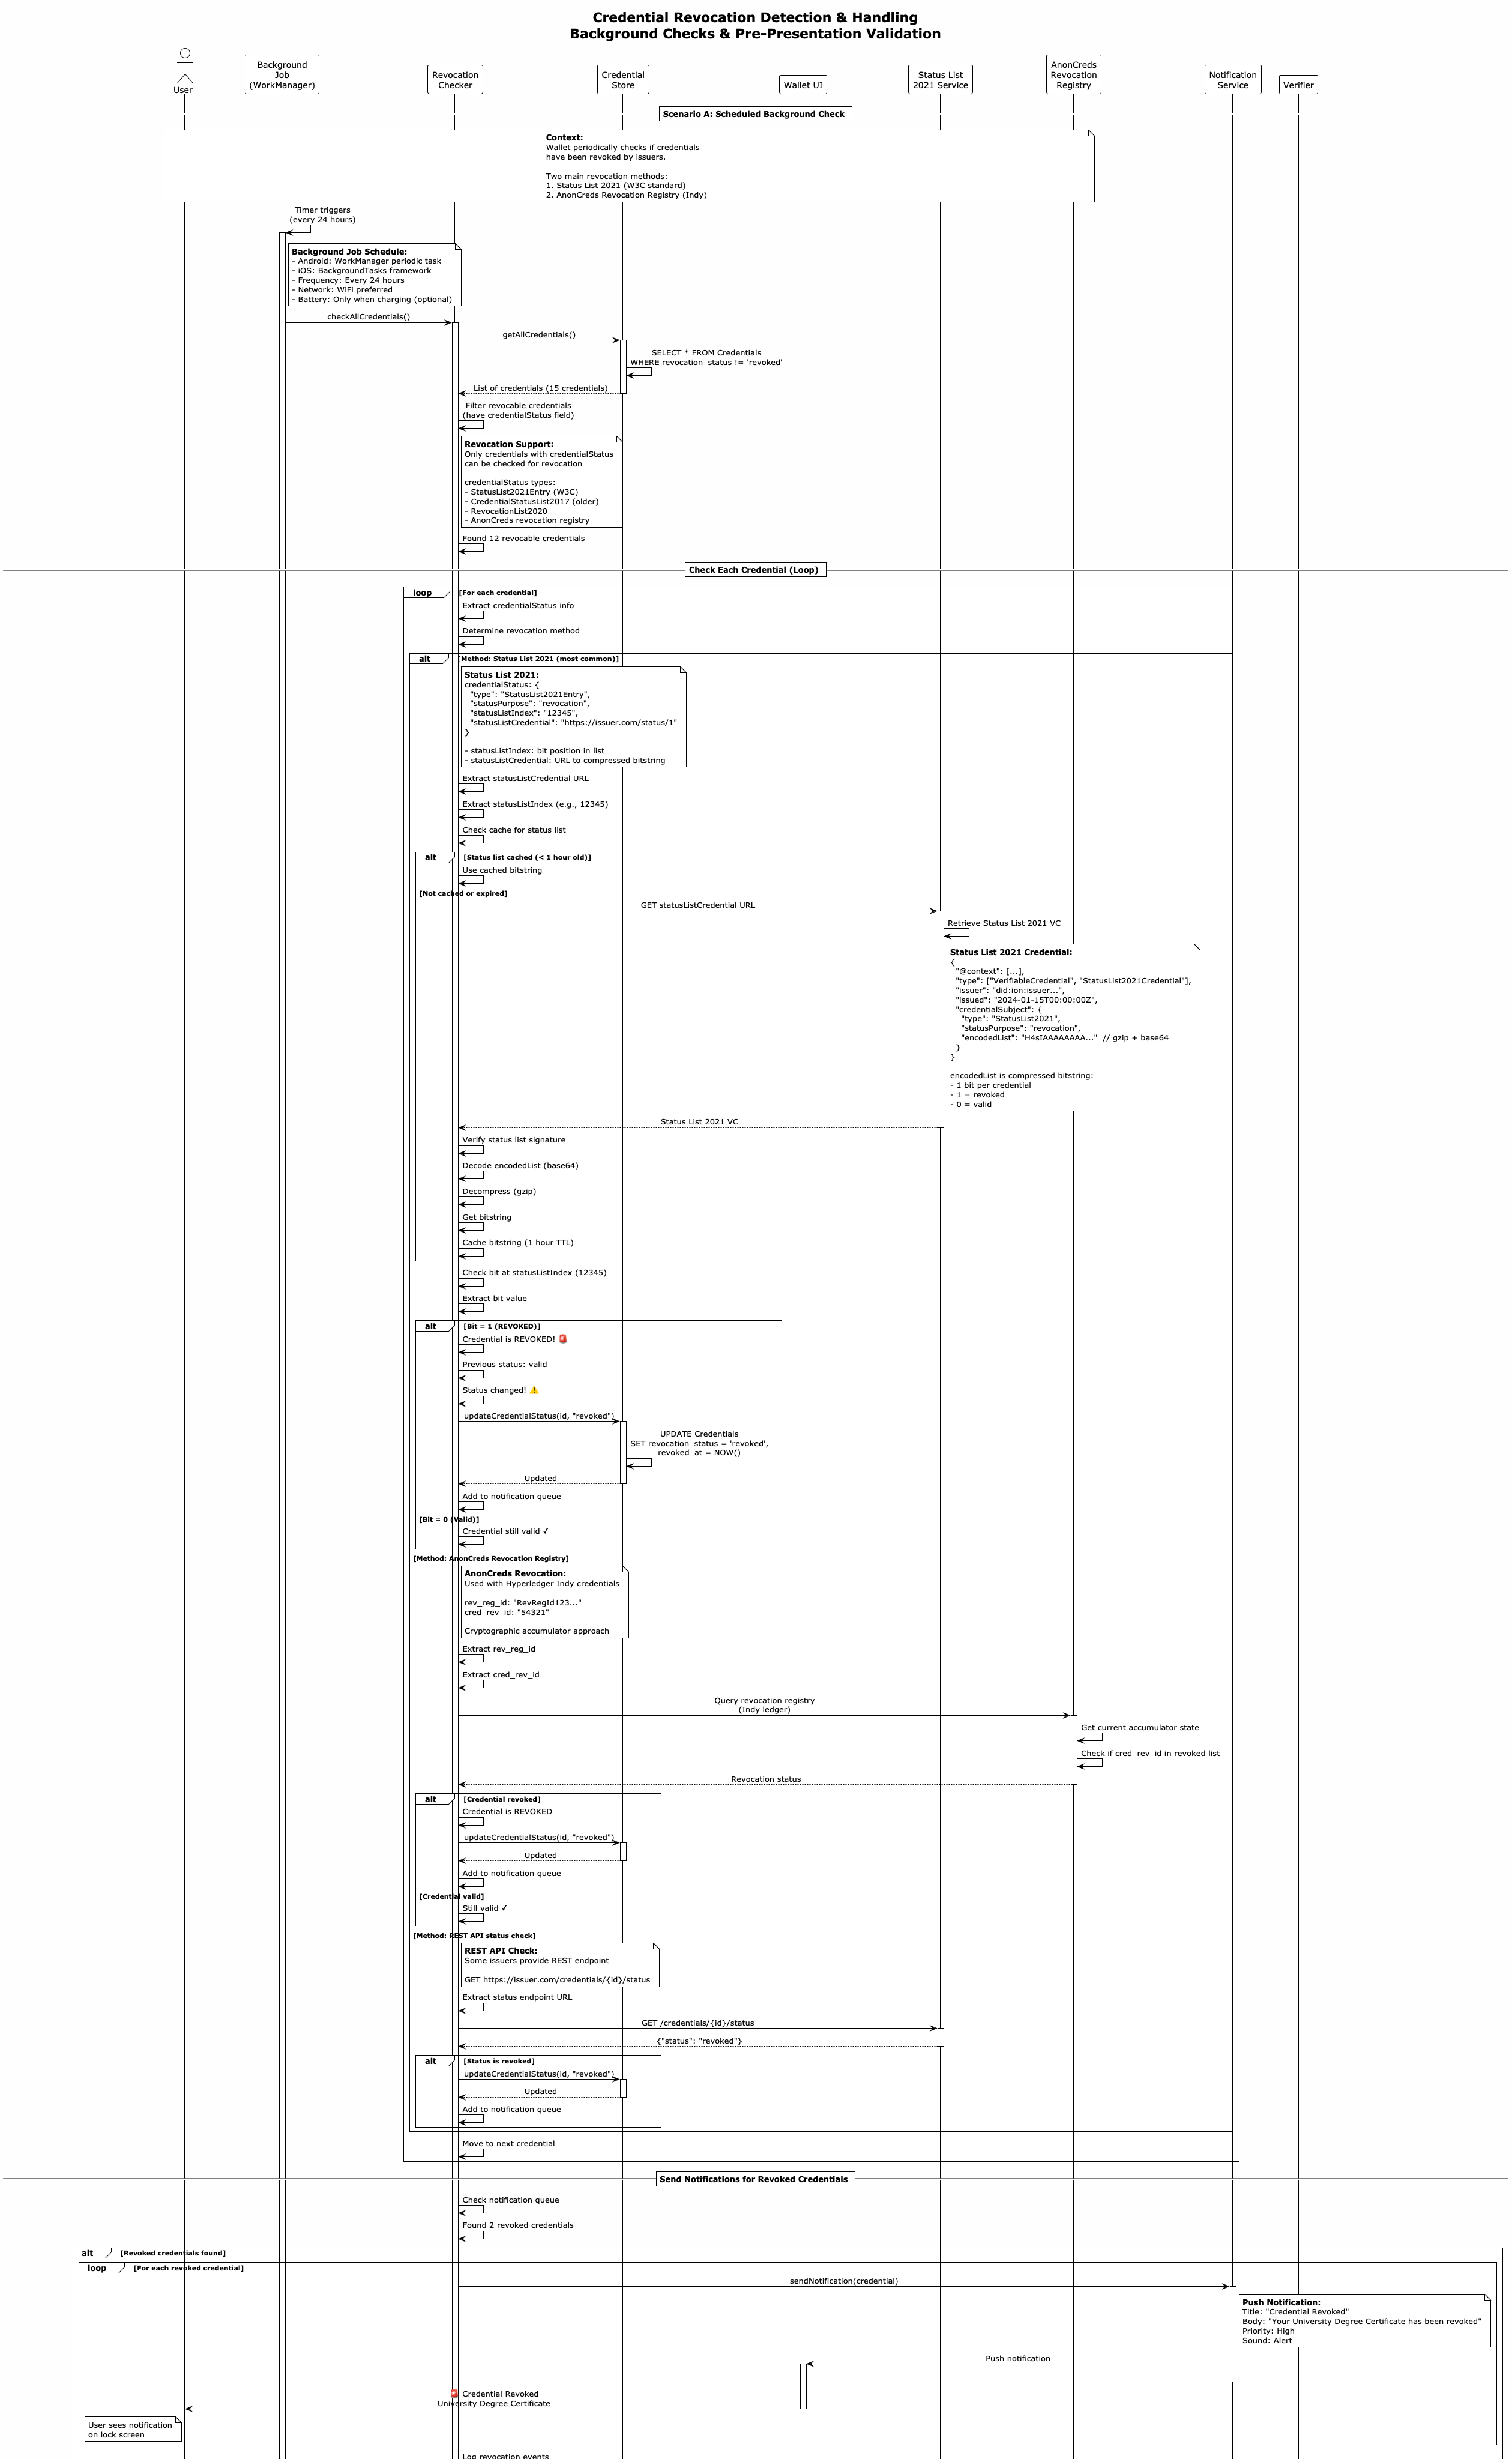 Credential Revocation Detection & Handling
Background Checks & Pre-Presentation Validation
User
Background
Job
(WorkManager)
Revocation
Checker
Credential
Store
Wallet UI
Status List
2021 Service
AnonCreds
Revocation
Registry
Notification
Service
Verifier
Scenario A: Scheduled Background Check
Context:
Wallet periodically checks if credentials
have been revoked by issuers.
Two main revocation methods:
1. Status List 2021 (W3C standard)
2. AnonCreds Revocation Registry (Indy)
Timer triggers
(every 24 hours)
Background Job Schedule:
- Android: WorkManager periodic task
- iOS: BackgroundTasks framework
- Frequency: Every 24 hours
- Network: WiFi preferred
- Battery: Only when charging (optional)
checkAllCredentials()
getAllCredentials()
SELECT * FROM Credentials
WHERE revocation_status != 'revoked'
List of credentials (15 credentials)
Filter revocable credentials
(have credentialStatus field)
Revocation Support:
Only credentials with credentialStatus
can be checked for revocation
credentialStatus types:
- StatusList2021Entry (W3C)
- CredentialStatusList2017 (older)
- RevocationList2020
- AnonCreds revocation registry
Found 12 revocable credentials
Check Each Credential (Loop)
loop [For each credential]
Extract credentialStatus info
Determine revocation method
alt [Method: Status List 2021 (most common)]
Status List 2021:
credentialStatus: {
"type": "StatusList2021Entry",
"statusPurpose": "revocation",
"statusListIndex": "12345",
"statusListCredential": "https://issuer.com/status/1"
}
- statusListIndex: bit position in list
- statusListCredential: URL to compressed bitstring
Extract statusListCredential URL
Extract statusListIndex (e.g., 12345)
Check cache for status list
alt [Status list cached (< 1 hour old)]
Use cached bitstring
[Not cached or expired]
GET statusListCredential URL
Retrieve Status List 2021 VC
Status List 2021 Credential:
{
"@context": [...],
"type": ["VerifiableCredential", "StatusList2021Credential"],
"issuer": "did:ion:issuer...",
"issued": "2024-01-15T00:00:00Z",
"credentialSubject": {
"type": "StatusList2021",
"statusPurpose": "revocation",
"encodedList": "H4sIAAAAAAAA..." // gzip + base64
}
}
encodedList is compressed bitstring:
- 1 bit per credential
- 1 = revoked
- 0 = valid
Status List 2021 VC
Verify status list signature
Decode encodedList (base64)
Decompress (gzip)
Get bitstring
Cache bitstring (1 hour TTL)
Check bit at statusListIndex (12345)
Extract bit value
alt [Bit = 1 (REVOKED)]
Credential is REVOKED! 🚨
Previous status: valid
Status changed! ⚠️
updateCredentialStatus(id, "revoked")
UPDATE Credentials
SET revocation_status = 'revoked',
revoked_at = NOW()
Updated
Add to notification queue
[Bit = 0 (Valid)]
Credential still valid ✓
[Method: AnonCreds Revocation Registry]
AnonCreds Revocation:
Used with Hyperledger Indy credentials
rev_reg_id: "RevRegId123..."
cred_rev_id: "54321"
Cryptographic accumulator approach
Extract rev_reg_id
Extract cred_rev_id
Query revocation registry
(Indy ledger)
Get current accumulator state
Check if cred_rev_id in revoked list
Revocation status
alt [Credential revoked]
Credential is REVOKED
updateCredentialStatus(id, "revoked")
Updated
Add to notification queue
[Credential valid]
Still valid ✓
[Method: REST API status check]
REST API Check:
Some issuers provide REST endpoint
GET https://issuer.com/credentials/{id}/status
Extract status endpoint URL
GET /credentials/{id}/status
{"status": "revoked"}
alt [Status is revoked]
updateCredentialStatus(id, "revoked")
Updated
Add to notification queue
Move to next credential
Send Notifications for Revoked Credentials
Check notification queue
Found 2 revoked credentials
alt [Revoked credentials found]
loop [For each revoked credential]
sendNotification(credential)
Push Notification:
Title: "Credential Revoked"
Body: "Your University Degree Certificate has been revoked"
Priority: High
Sound: Alert
Push notification
🚨 Credential Revoked
University Degree Certificate
User sees notification
on lock screen
Log revocation events